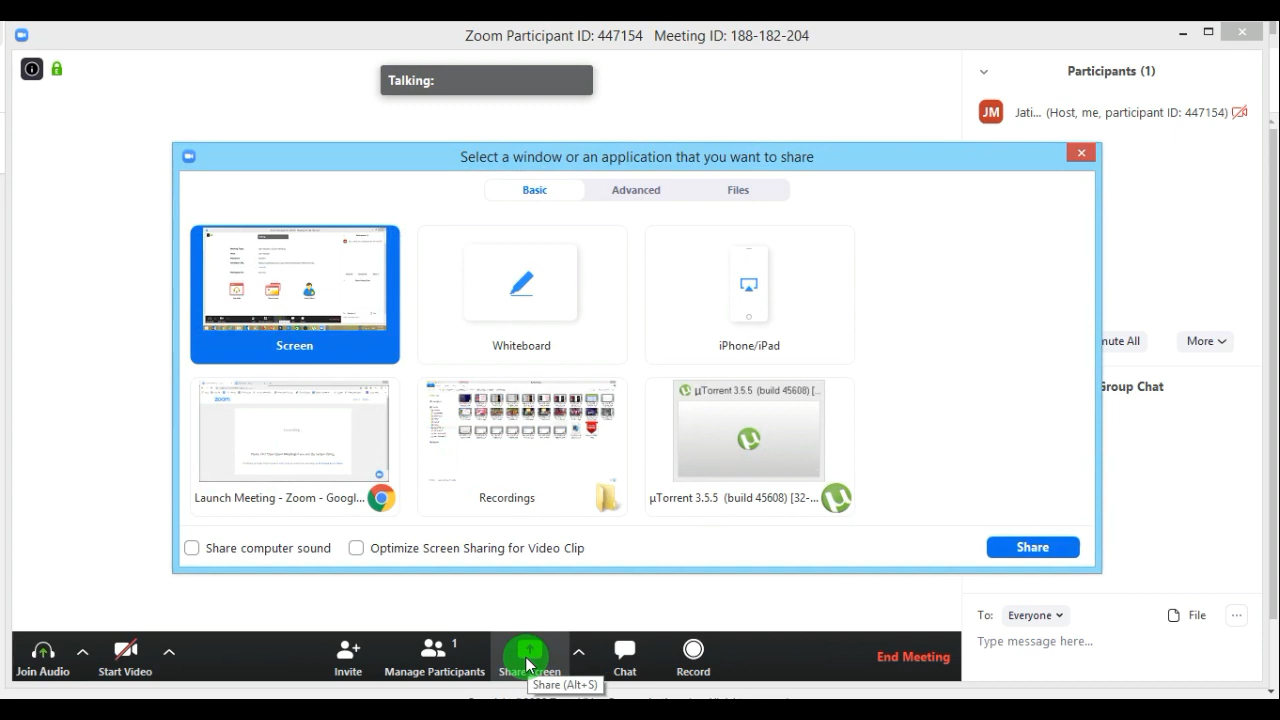 Zoom Participant ID: 447154 Meeting ID: 188-182-204
Talking:
Participants (1)
JM Jati... (Host, me, participant ID: 447154)
Select a window or an application that you want to share
Basic Advanced Files
Screen Whiteboard iPhone/iPad
µTorrent 3.5.5 (build 45608) [...
zoom
Launch Meeting - Zoom - Googl... Recordings µTorrent 3.5.5 (build 45608) [32-...
Share computer sound Optimize Screen Sharing for Video Clip Share
nute All More
Group Chat
To: Everyone File ...
Type message here...
Join Audio Start Video Invite Manage Participants 1 Share Screen Chat Record End Meeting
Share (Alt+S)